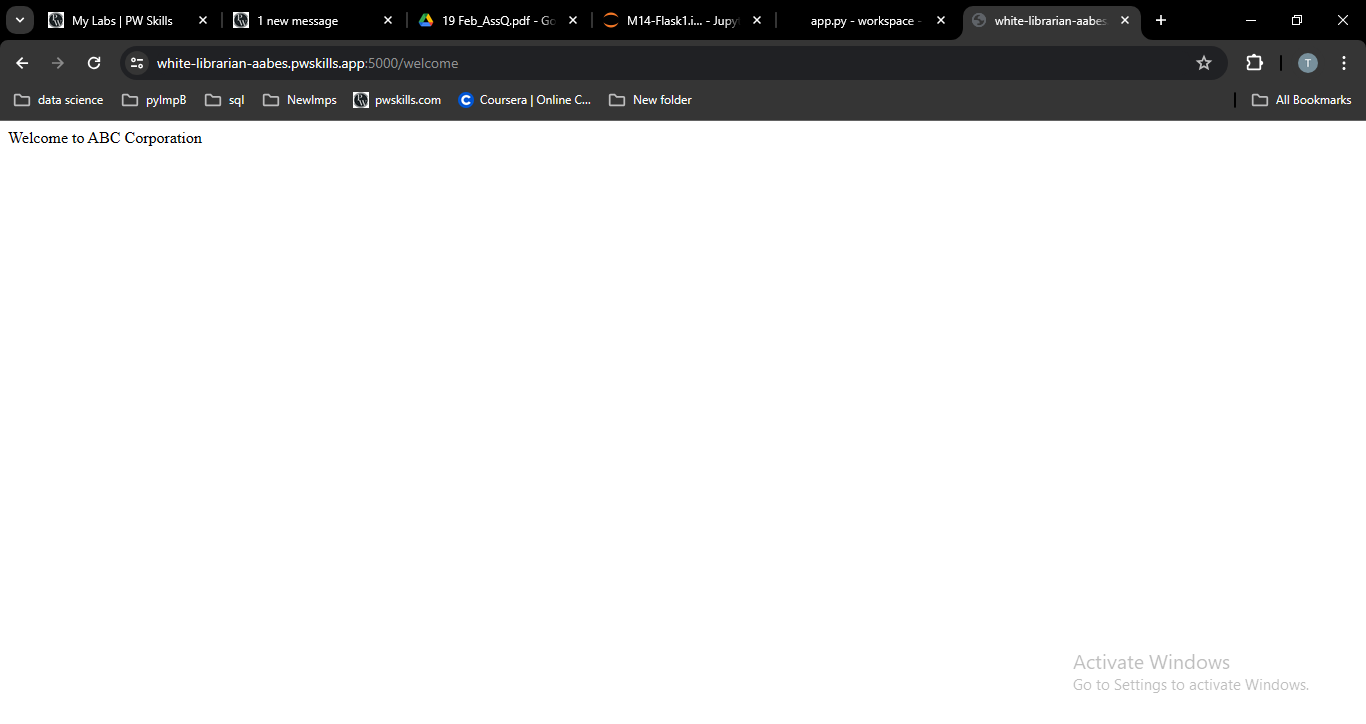 My Labs | PW Skills
1 new message
19 Feb_AssQ.pdf - Go
M14-Flask1.i... - Jupy
app.py - workspace -
white-librarian-aabes
white-librarian-aabes.pwskills.app:5000/welcome
T
data science
pyImpB
sql
NewImps
pwskills.com
Coursera | Online C...
New folder
All Bookmarks
Welcome to ABC Corporation
Activate Windows
Go to Settings to activate Windows.